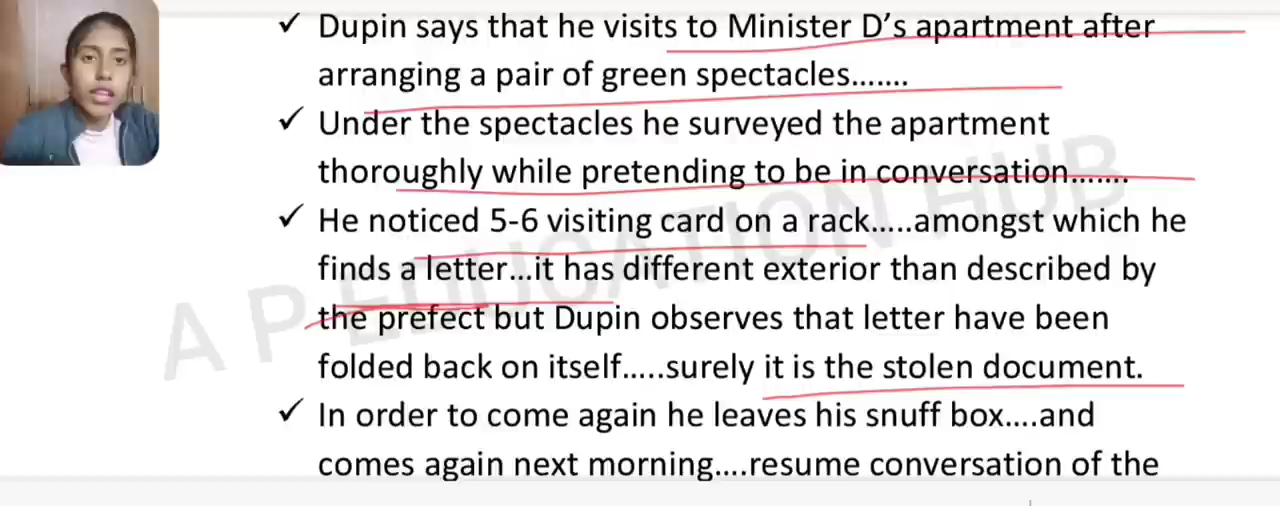 ✓ Dupin says that he visits to Minister D’s apartment after
arranging a pair of green spectacles.......
✓ Under the spectacles he surveyed the apartment
thoroughly while pretending to be in conversation.......
✓ He noticed 5-6 visiting card on a rack.....amongst which he
finds a letter...it has different exterior than described by
the prefect but Dupin observes that letter have been
folded back on itself.....surely it is the stolen document.
✓ In order to come again he leaves his snuff box....and
comes again next morning....resume conversation of the
A P EDUCATION HUB